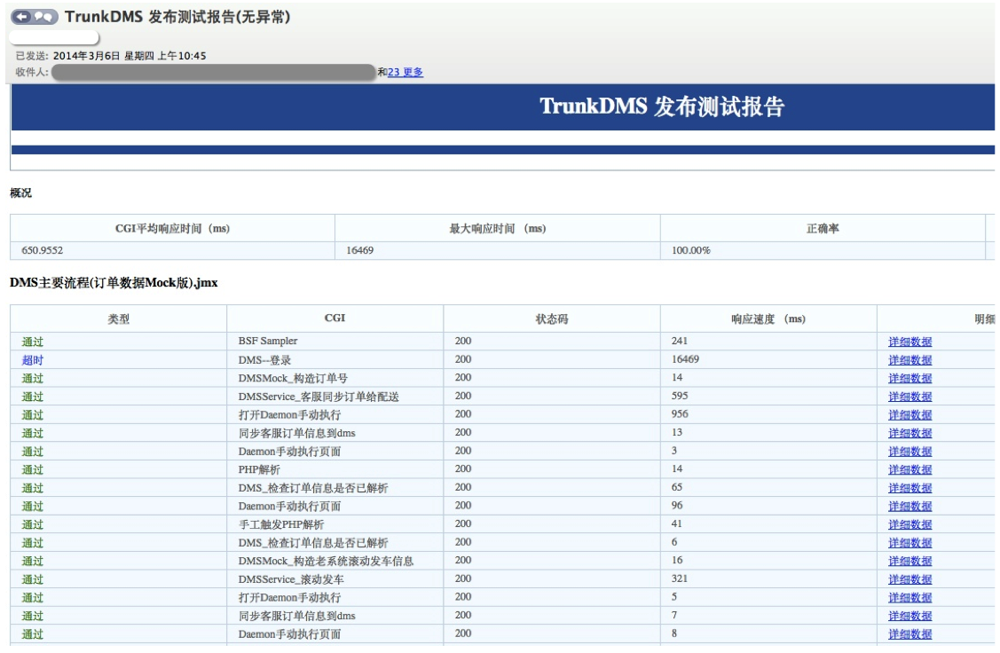 TrunkDMS 发布测试报告(无异常)
已发送: 2014年3月6日 星期四 上午10:45
收件人: 和23 更多
TrunkDMS 发布测试报告
概况
CGI平均响应时间 (ms) 最大响应时间 (ms) 正确率
650.9552 16469 100.00%
DMS主要流程(订单数据Mock版).jmx
类型 CGI 状态码 响应速度 (ms) 明细
通过 BSF Sampler 200 241 详细数据
超时 DMS--登录 200 16469 详细数据
通过 DMSMock_构造订单号 200 14 详细数据
通过 DMSService_客服同步订单给配送 200 595 详细数据
通过 打开Daemon手动执行 200 956 详细数据
通过 同步客服订单信息到dms 200 13 详细数据
通过 Daemon手动执行页面 200 3 详细数据
通过 PHP解析 200 14 详细数据
通过 DMS_检查订单信息是否已解析 200 65 详细数据
通过 Daemon手动执行页面 200 96 详细数据
通过 手工触发PHP解析 200 41 详细数据
通过 DMS_检查订单信息是否已解析 200 6 详细数据
通过 DMSMock_构造老系统滚动发车信息 200 16 详细数据
通过 DMSService_滚动发车 200 321 详细数据
通过 打开Daemon手动执行 200 5 详细数据
通过 同步客服订单信息到dms 200 7 详细数据
通过 Daemon手动执行页面 200 8 详细数据